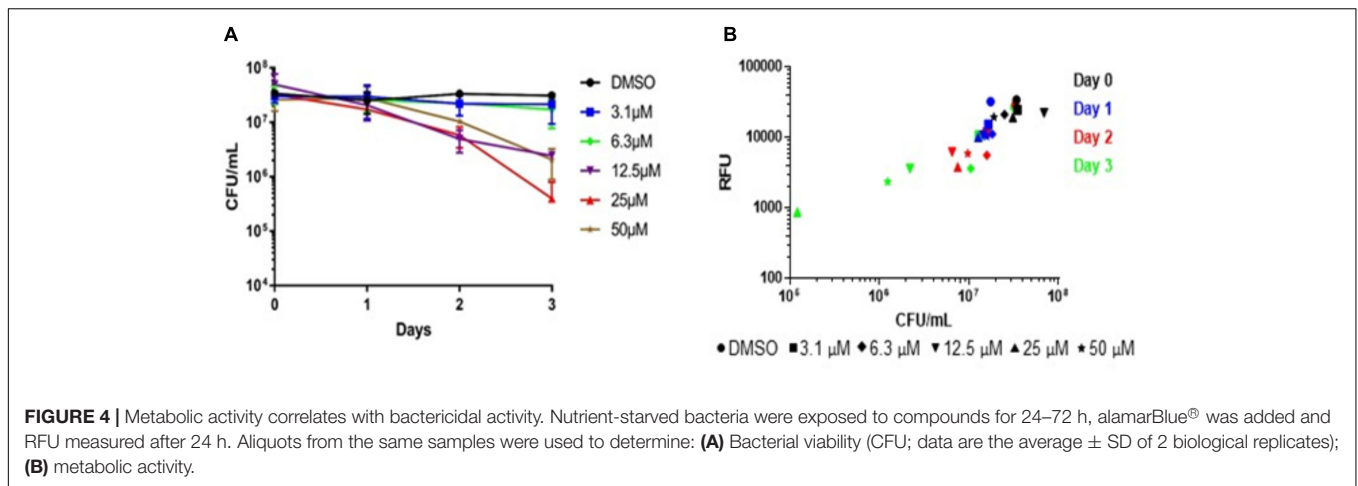 A
B
10⁸
10⁷
10⁶
10⁵
10⁴
CFU/mL
0 1 2 3
Days
DMSO
3.1µM
6.3µM
12.5µM
25µM
50µM
100000
10000
1000
100
RFU
10⁵ 10⁶ 10⁷ 10⁸
CFU/mL
Day 0
Day 1
Day 2
Day 3
●DMSO ■3.1 µM ◆6.3 µM ▼12.5 µM ▲25 µM ★50 µM
FIGURE 4 | Metabolic activity correlates with bactericidal activity. Nutrient-starved bacteria were exposed to compounds for 24–72 h, alamarBlue® was added and
RFU measured after 24 h. Aliquots from the same samples were used to determine: (A) Bacterial viability (CFU; data are the average ± SD of 2 biological replicates);
(B) metabolic activity.